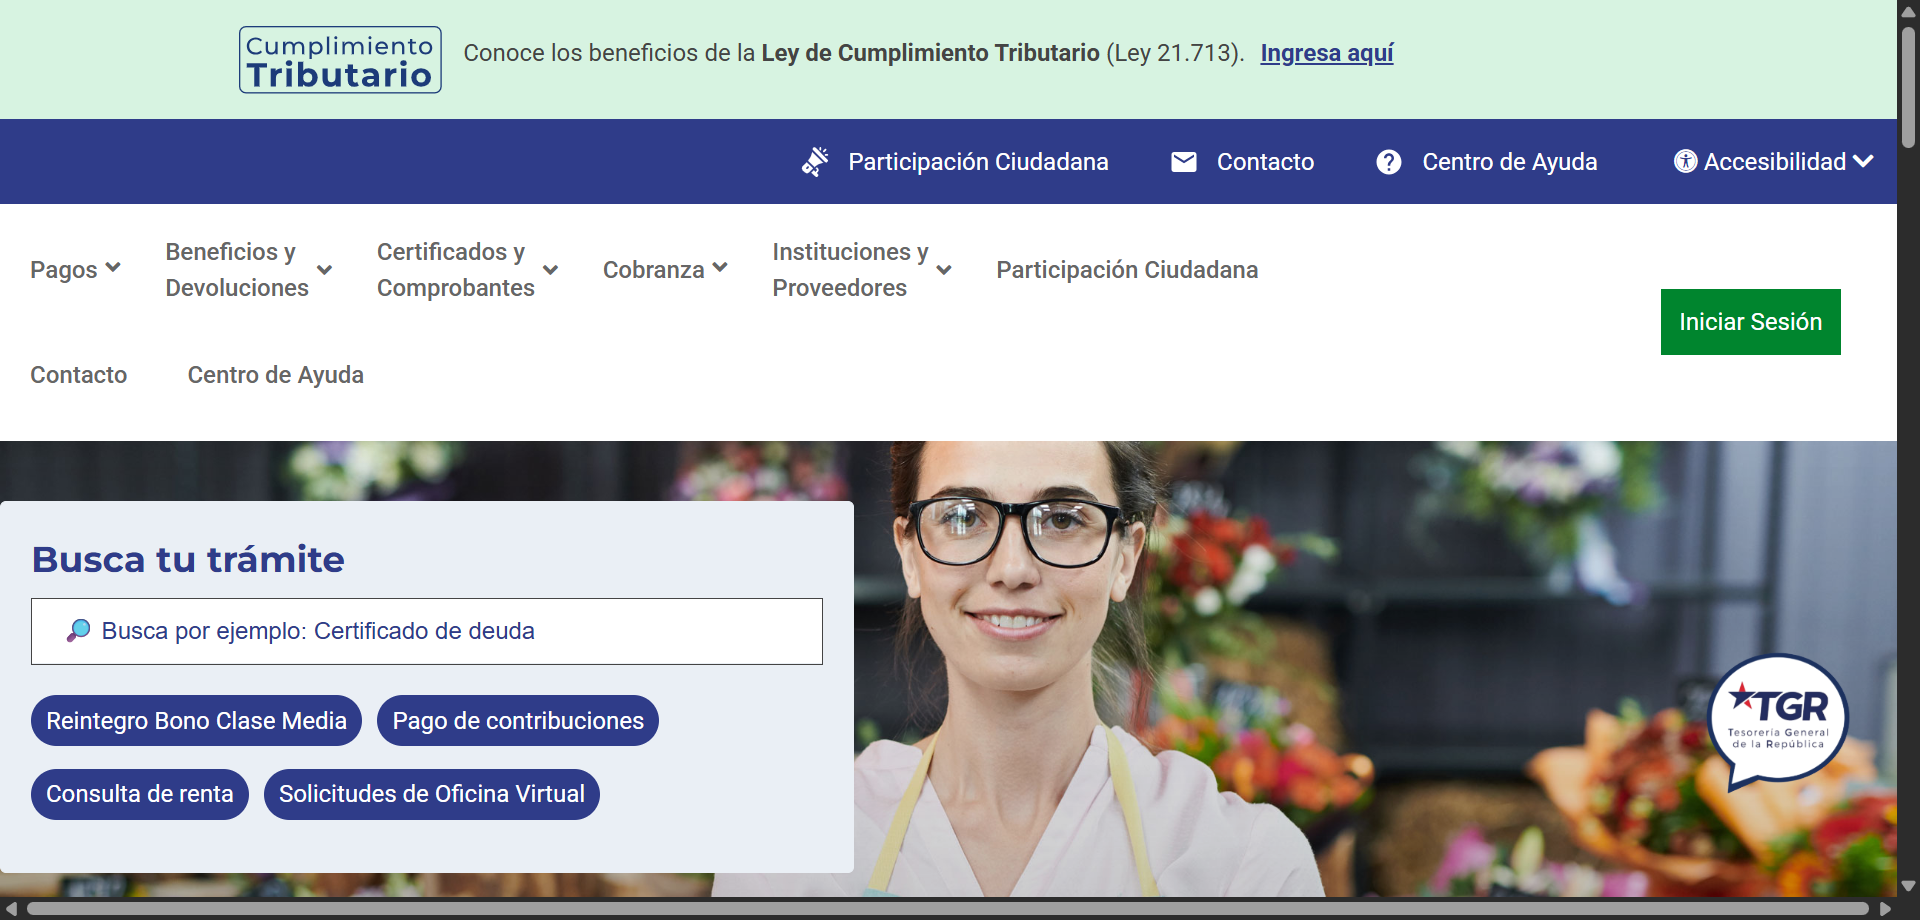 Cumplimiento
Tributario
Conoce los beneficios de la Ley de Cumplimiento Tributario (Ley 21.713). Ingresa aquí
Participación Ciudadana
Contacto
Centro de Ayuda
Accesibilidad
Pagos
Beneficios y
Devoluciones
Certificados y
Comprobantes
Cobranza
Instituciones y
Proveedores
Participación Ciudadana
Iniciar Sesión
Contacto
Centro de Ayuda
Busca tu trámite
Busca por ejemplo: Certificado de deuda
Reintegro Bono Clase Media
Pago de contribuciones
Consulta de renta
Solicitudes de Oficina Virtual
TGR
Tesorería General
de la República